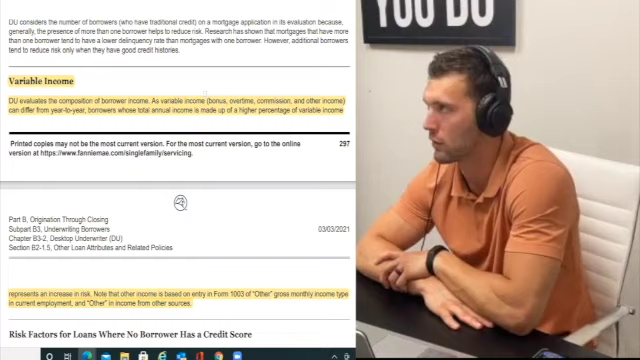 DU considers the number of borrowers (who have traditional credit) on a mortgage application in its evaluation because,
generally, the presence of more than one borrower helps to reduce risk. Research has shown that mortgages that have more
than one borrower tend to have a lower delinquency rate than mortgages with one borrower. However, additional borrowers
tend to reduce risk only when they have good credit histories.
Variable Income
DU evaluates the composition of borrower income. As variable income (bonus, overtime, commission, and other income)
can differ from year-to-year, borrowers whose total annual income is made up of a higher percentage of variable income
Printed copies may not be the most current version. For the most current version, go to the online
version at https://www.fanniemae.com/singlefamily/servicing.
297
Part B, Origination Through Closing
Subpart B3, Underwriting Borrowers
Chapter B3-2, Desktop Underwriter (DU)
Section B2-1.5, Other Loan Attributes and Related Policies
03/03/2021
represents an increase in risk. Note that other income is based on entry in Form 1003 of "Other" gross monthly income type
in current employment, and "Other" in income from other sources.
Risk Factors for Loans Where No Borrower Has a Credit Score
YOU DO